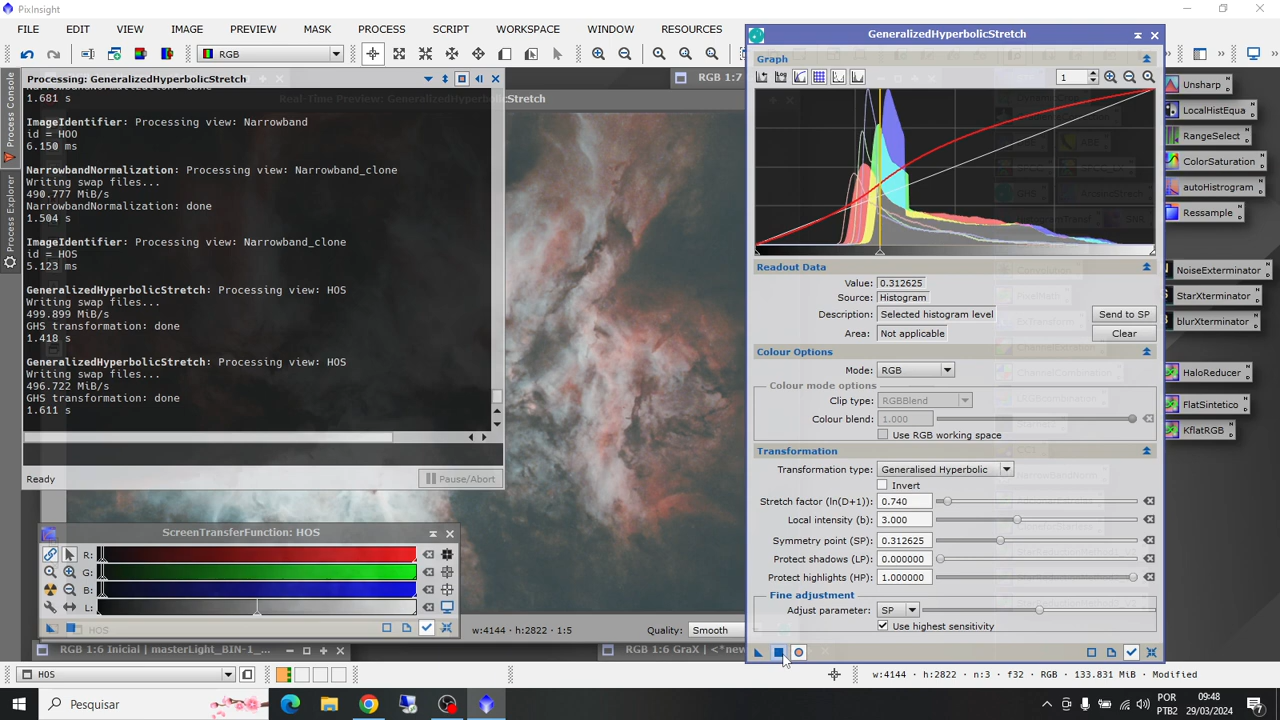 PixInsight
FILE EDIT VIEW IMAGE PREVIEW MASK PROCESS SCRIPT WORKSPACE WINDOW RESOURCES
RGB
Processing: GeneralizedHyperbolicStretch
1.681 s
ImageIdentifier: Processing view: Narrowband
id = HOO
6.150 ms
NarrowbandNormalization: Processing view: Narrowband_clone
Writing swap files...
490.777 MiB/s
NarrowbandNormalization: done
1.504 s
ImageIdentifier: Processing view: Narrowband_clone
id = HOS
5.123 ms
GeneralizedHyperbolicStretch: Processing view: HOS
Writing swap files...
499.899 MiB/s
GHS transformation: done
1.418 s
GeneralizedHyperbolicStretch: Processing view: HOS
Writing swap files...
496.722 MiB/s
GHS transformation: done
1.611 s
Ready
Pause/Abort
Process Console
Process Explorer
Real-Time Preview: GeneralizedHyperbolicStretch
RGB 1:7
ScreenTransferFunction: HOS
R:
G:
B:
L:
HOS
w:4144 · h:2822 · 1:5
Quality: Smooth
RGB 1:6 Inicial | masterLight_BIN-1_...
RGB 1:6 GraX | <*new
GeneralizedHyperbolicStretch
Graph
1
Readout Data
Value: 0.312625
Source: Histogram
Description: Selected histogram level
Send to SP
Area: Not applicable
Clear
Colour Options
Mode: RGB
Colour mode options
Clip type: RGBBlend
Colour blend: 1.000
Use RGB working space
Transformation
Transformation type: Generalised Hyperbolic
Invert
Stretch factor (ln(D+1)): 0.740
Local intensity (b): 3.000
Symmetry point (SP): 0.312625
Protect shadows (LP): 0.000000
Protect highlights (HP): 1.000000
Fine adjustment
Adjust parameter: SP
Use highest sensitivity
Unsharp
LocalHistEqua
RangeSelect
ColorSaturation
autoHistogram
Ressample
NoiseExterminator
StarXterminator
blurXterminator
HaloReducer
FlatSintetico
KflatRGB
HOS
w:4144 · h:2822 · n:3 · f32 · RGB · 133.831 MiB · Modified
Pesquisar
POR
PTB2
09:48
29/03/2024
7